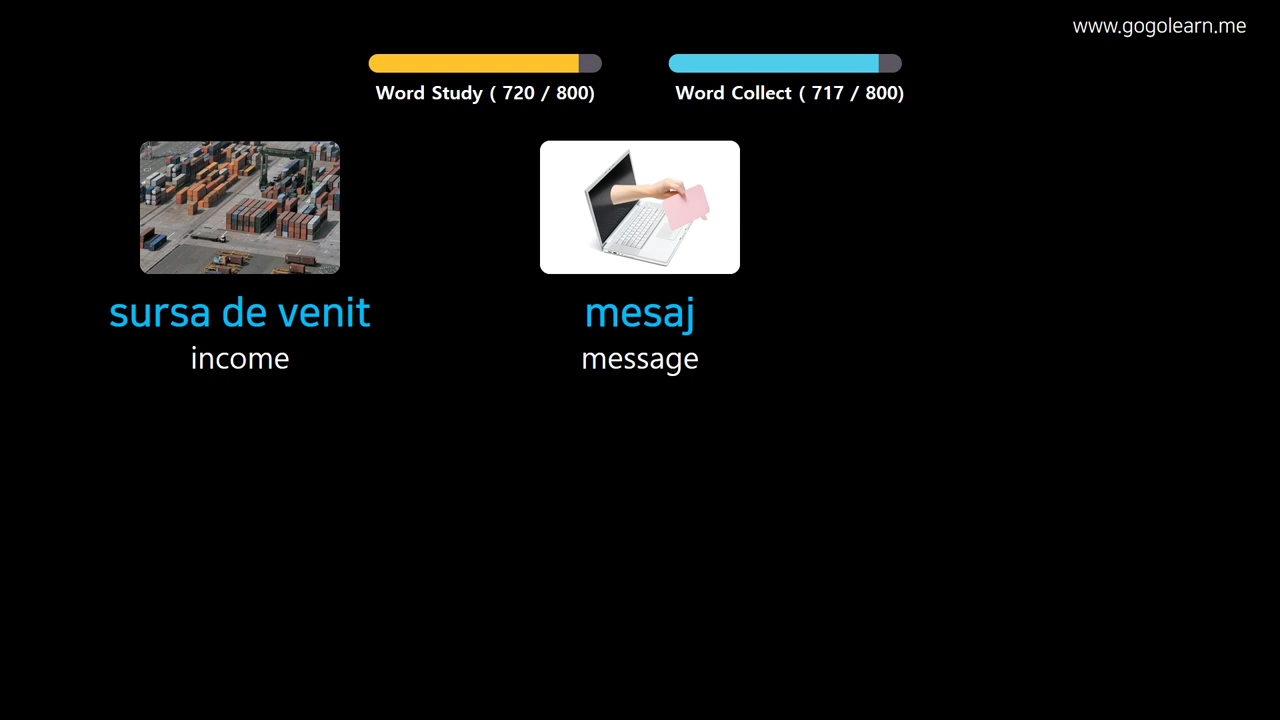 www.gogolearn.me
Word Study ( 720 / 800)
Word Collect ( 717 / 800)
sursa de venit
income
mesaj
message